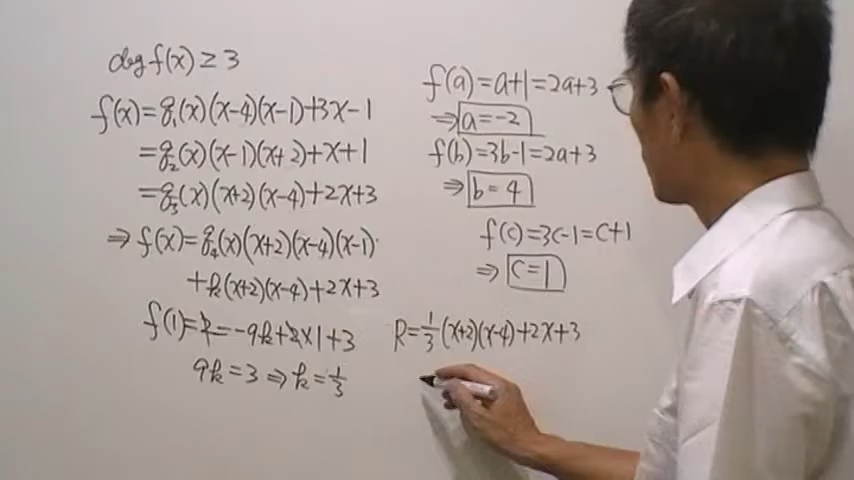 deg f(x) ≥ 3
f(x) = g₁(x)(x-4)(x-1)+3x-1
= g₂(x)(x-1)(x+2)+x+1
= g₃(x)(x+2)(x-4)+2x+3
⇒ f(x) = g₄(x)(x+2)(x-4)(x-1)
+k(x+2)(x-4)+2x+3
f(1) = = -9k+2×1+3
9k = 3 ⇒ k = 1/3
f(a) = a+1 = 2a+3
⇒ a = -2
f(b) = 3b-1 = 2a+3
⇒ b = 4
f(c) = 3c-1 = c+1
⇒ c = 1
R = 1/3 (x+2)(x-4)+2x+3